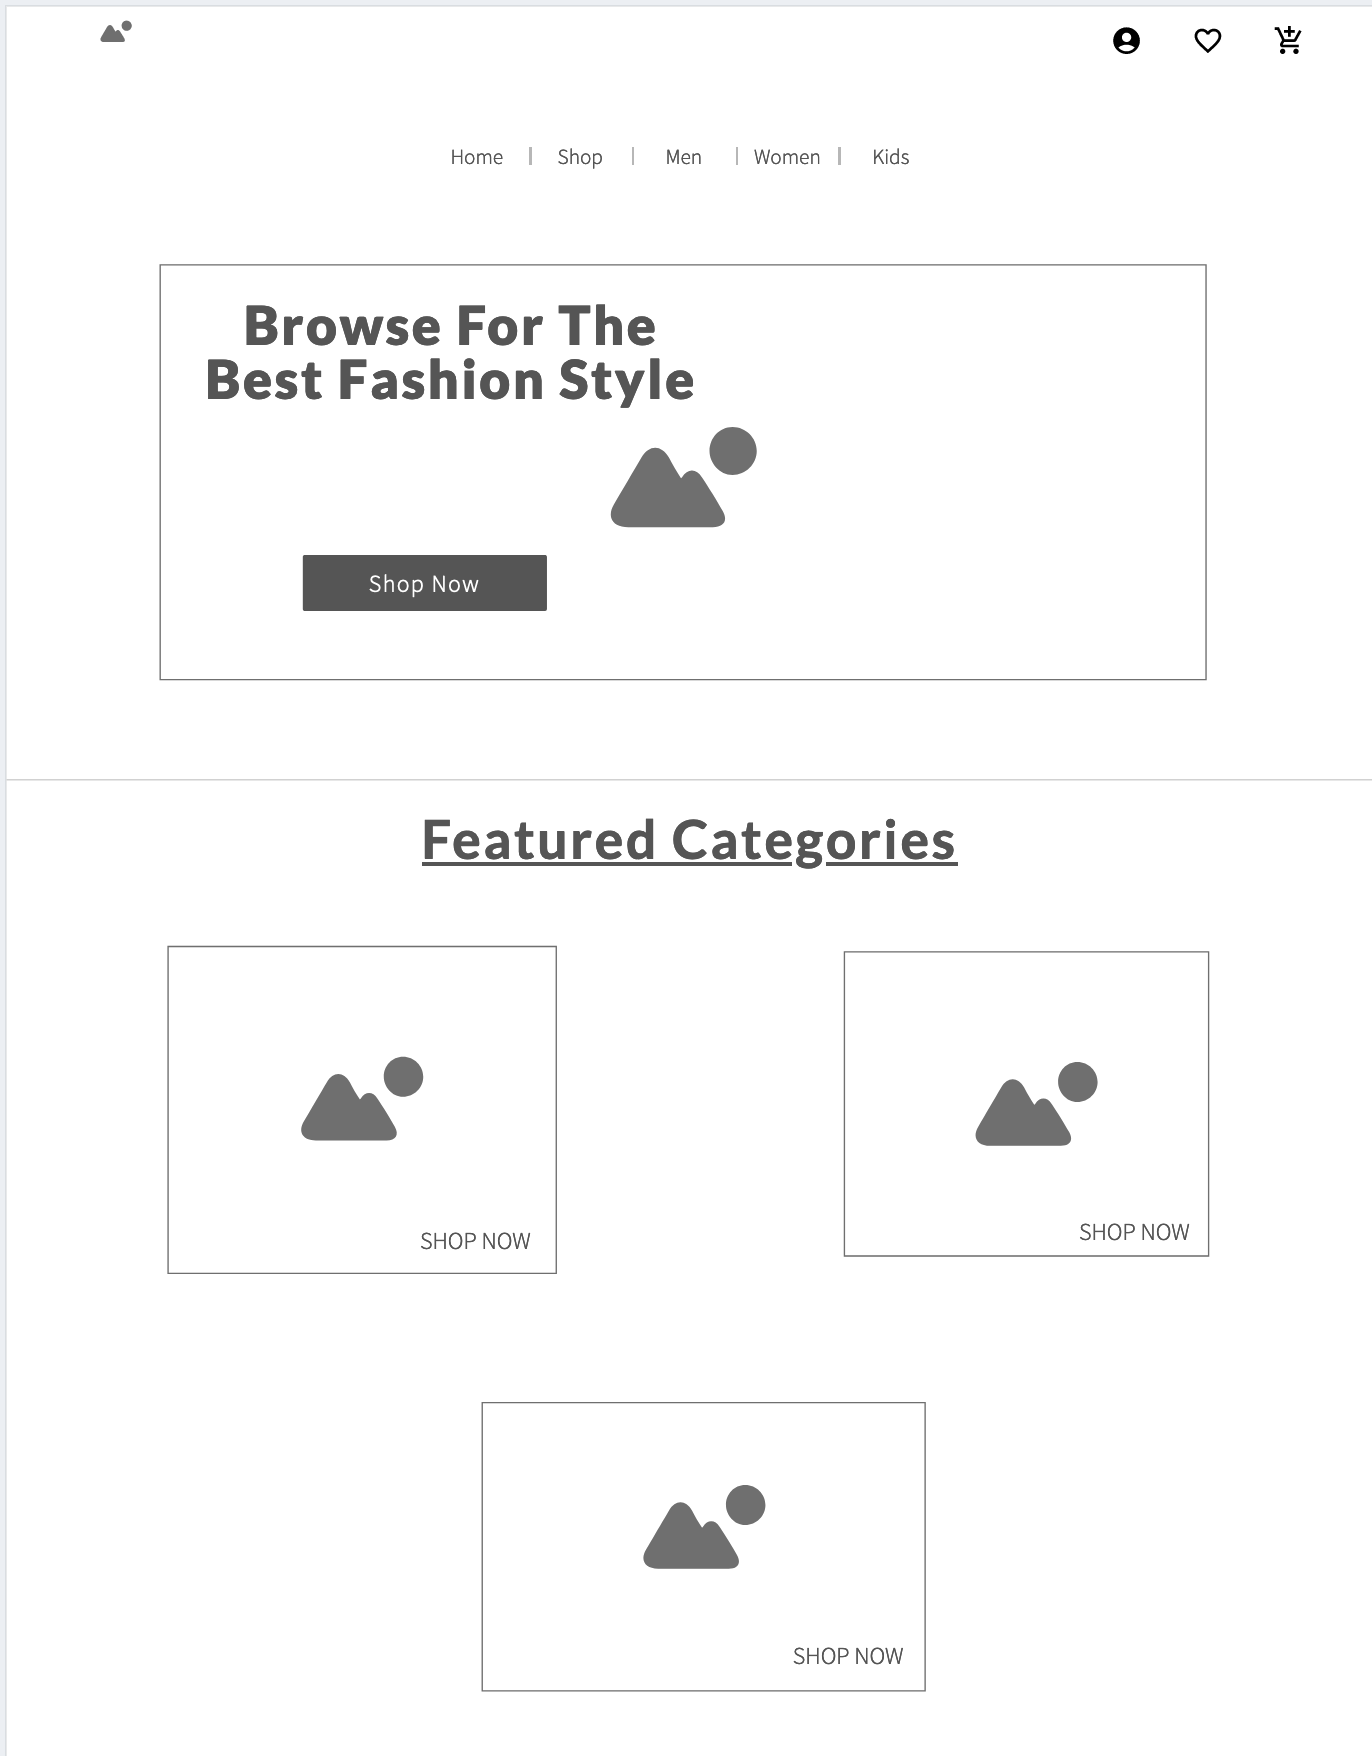 Home Shop Men Women Kids
Browse For The
Best Fashion Style
Shop Now
Featured Categories
SHOP NOW
SHOP NOW
SHOP NOW